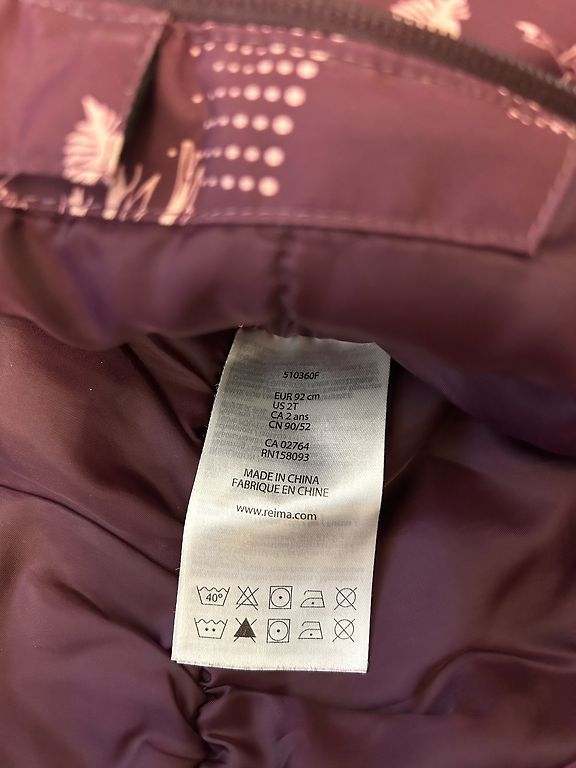 510360F
EUR 92 cm
US 2T
CA 2 ans
CN 90/52
CA 02764
RN158093
MADE IN CHINA
FABRIQUE EN CHINE
www.reima.com
40°